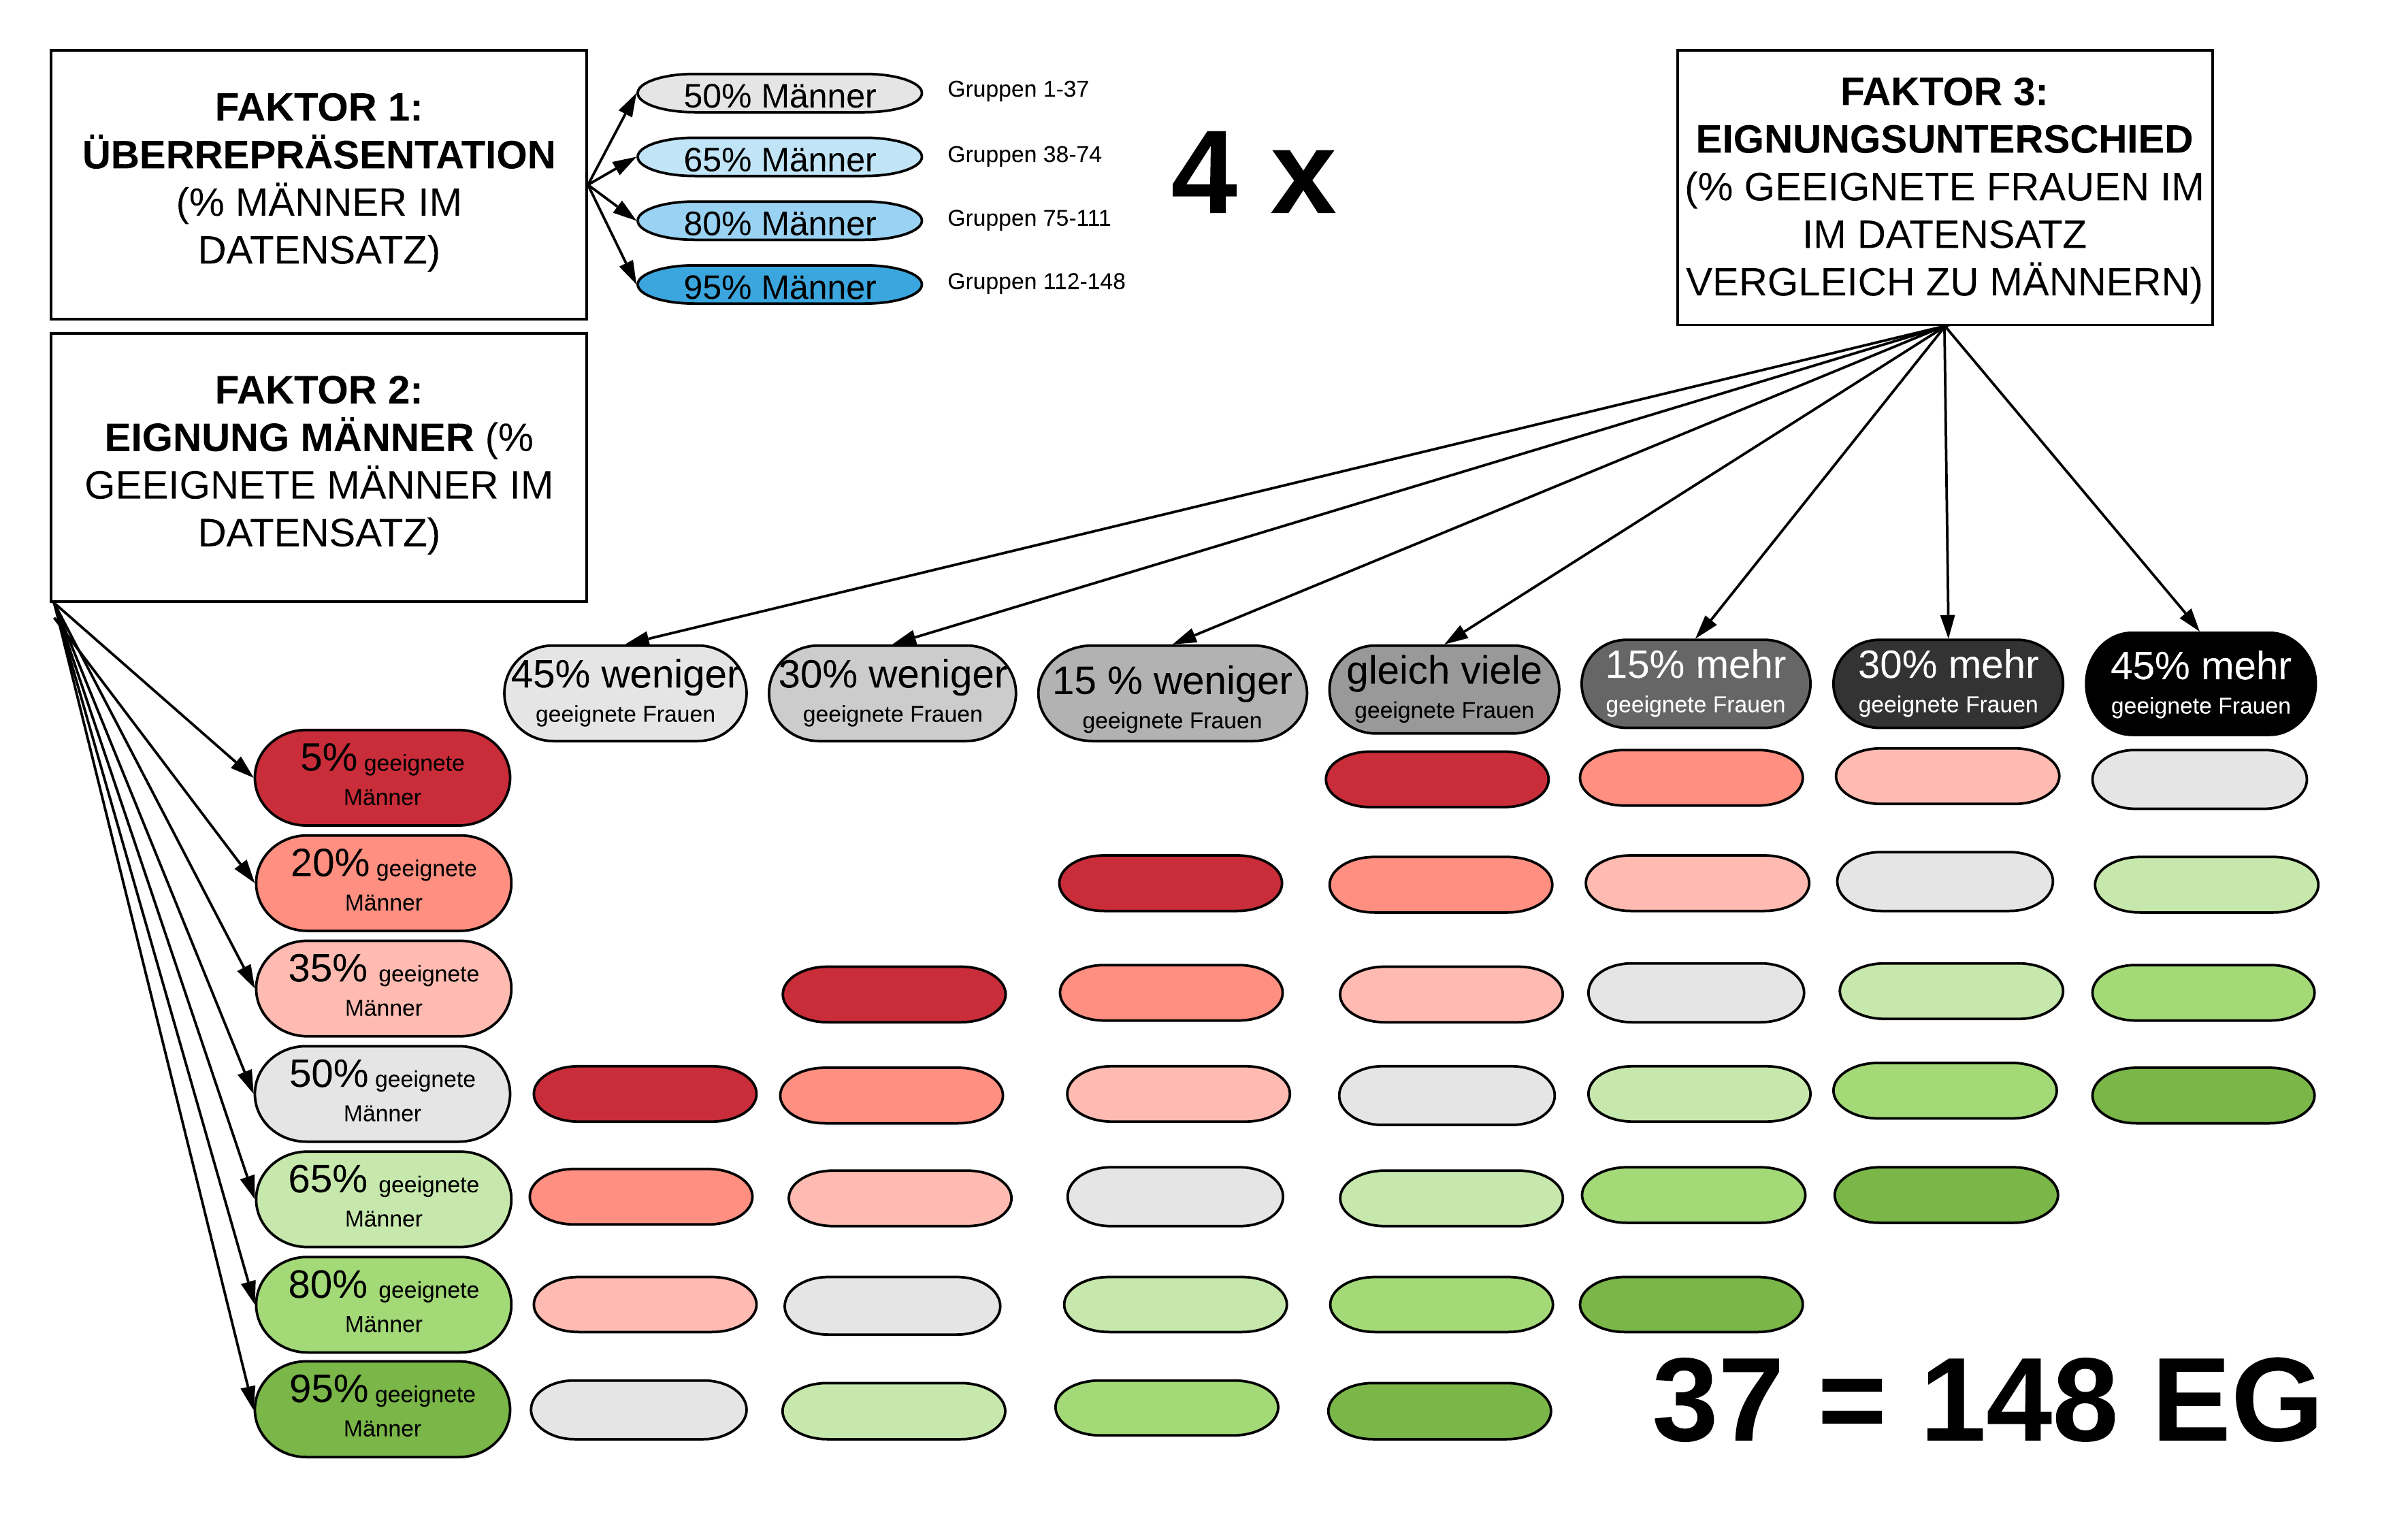 FAKTOR 1:
ÜBERREPRÄSENTATION
(% MÄNNER IM
DATENSATZ)
50% Männer
Gruppen 1-37
65% Männer
Gruppen 38-74
80% Männer
Gruppen 75-111
95% Männer
Gruppen 112-148
4 x
FAKTOR 3:
EIGNUNGSUNTERSCHIED
(% GEEIGNETE FRAUEN IM
IM DATENSATZ
VERGLEICH ZU MÄNNERN)
FAKTOR 2:
EIGNUNG MÄNNER (%
GEEIGNETE MÄNNER IM
DATENSATZ)
45% weniger
geeignete Frauen
30% weniger
geeignete Frauen
15 % weniger
geeignete Frauen
gleich viele
geeignete Frauen
15% mehr
geeignete Frauen
30% mehr
geeignete Frauen
45% mehr
geeignete Frauen
5% geeignete
Männer
20% geeignete
Männer
35% geeignete
Männer
50% geeignete
Männer
65% geeignete
Männer
80% geeignete
Männer
95% geeignete
Männer
37 = 148 EG